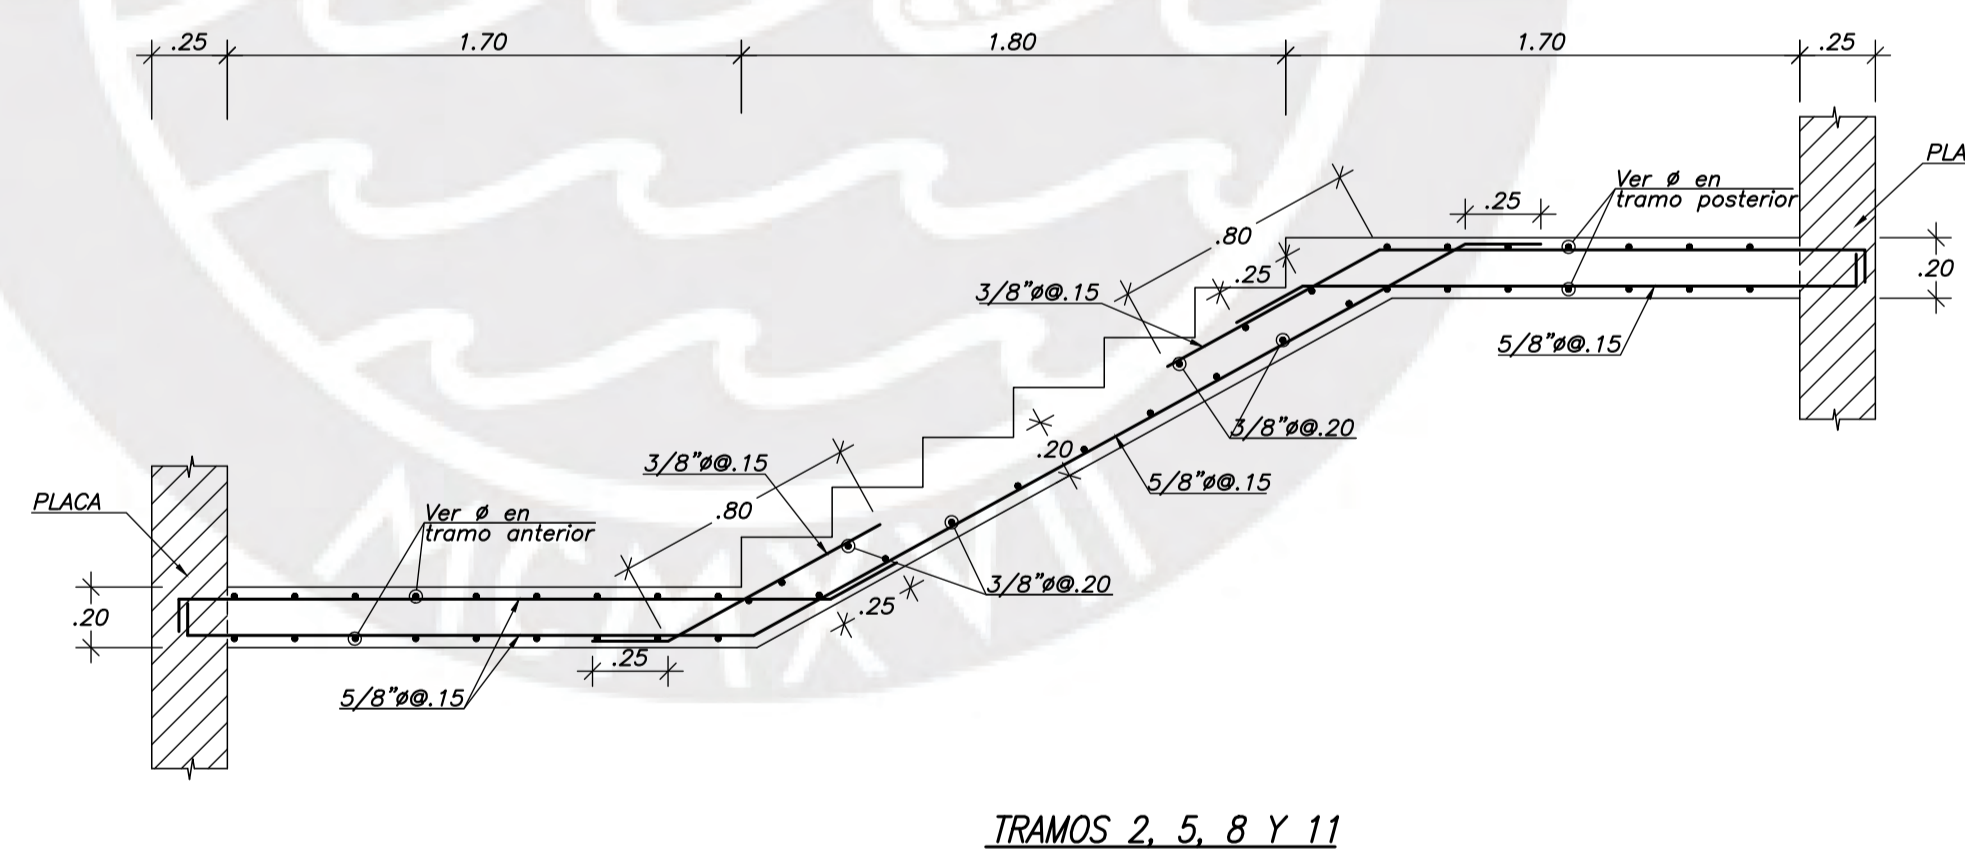 .25
1.70
1.80
1.70
.25
PLA
Ver ø en
tramo posterior
.25
.80
.25
3/8"ø@.15
.20
5/8"ø@.15
3/8"ø@.20
.20
5/8"ø@.15
3/8"ø@.15
.80
PLACA
Ver ø en
tramo anterior
3/8"ø@.20
.25
.20
.25
5/8"ø@.15
MCMXVII
TRAMOS 2, 5, 8 Y 11